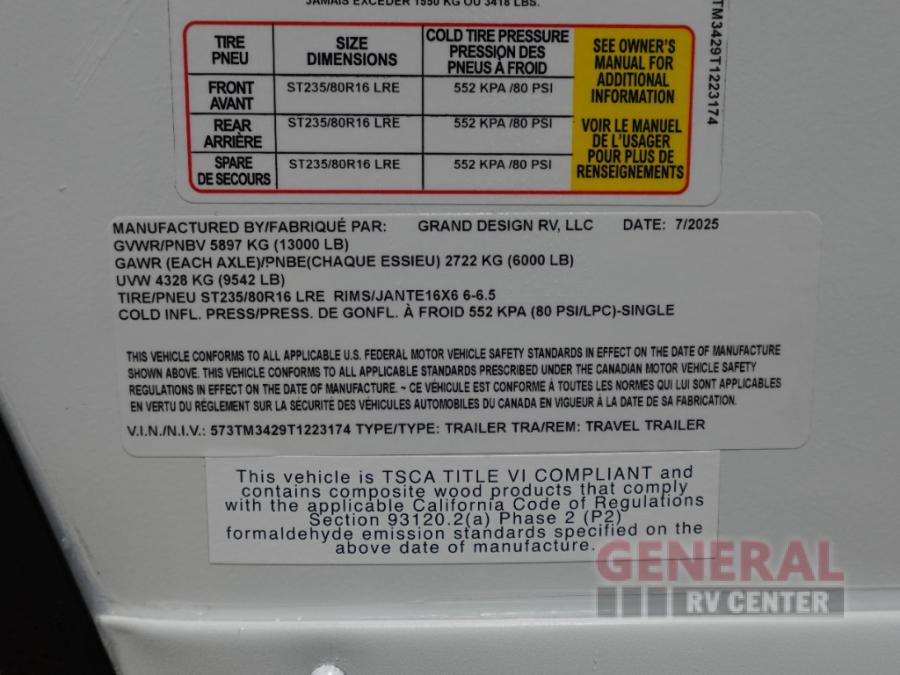 JAMAIS EXCÉDER 1550 KG OU 3418 LBS.
TIRE PNEU SIZE DIMENSIONS COLD TIRE PRESSURE PRESSION DES PNEUS À FROID
FRONT AVANT ST235/80R16 LRE 552 KPA /80 PSI
REAR ARRIÈRE ST235/80R16 LRE 552 KPA /80 PSI
SPARE DE SECOURS ST235/80R16 LRE 552 KPA /80 PSI
SEE OWNER'S
MANUAL FOR
ADDITIONAL
INFORMATION
VOIR LE MANUEL
DE L'USAGER
POUR PLUS DE
RENSEIGNEMENTS
TM3429T1223174
MANUFACTURED BY/FABRIQUÉ PAR: GRAND DESIGN RV, LLC DATE: 7/2025
GVWR/PNBV 5897 KG (13000 LB)
GAWR (EACH AXLE)/PNBE(CHAQUE ESSIEU) 2722 KG (6000 LB)
UVW 4328 KG (9542 LB)
TIRE/PNEU ST235/80R16 LRE RIMS/JANTE16X6 6-6.5
COLD INFL. PRESS/PRESS. DE GONFL. À FROID 552 KPA (80 PSI/LPC)-SINGLE
THIS VEHICLE CONFORMS TO ALL APPLICABLE U.S. FEDERAL MOTOR VEHICLE SAFETY STANDARDS IN EFFECT ON THE DATE OF MANUFACTURE
SHOWN ABOVE. THIS VEHICLE CONFORMS TO ALL APPLICABLE STANDARDS PRESCRIBED UNDER THE CANADIAN MOTOR VEHICLE SAFETY
REGULATIONS IN EFFECT ON THE DATE OF MANUFACTURE. ~ CE VÉHICULE EST CONFORME À TOUTES LES NORMES QUI LUI SONT APPLICABLES
EN VERTU DU RÈGLEMENT SUR LA SÉCURITÉ DES VÉHICULES AUTOMOBILES DU CANADA EN VIGUEUR À LA DATE DE SA FABRICATION.
V.I.N./N.I.V.: 573TM3429T1223174 TYPE/TYPE: TRAILER TRA/REM: TRAVEL TRAILER
This vehicle is TSCA TITLE VI COMPLIANT and
contains composite wood products that comply
with the applicable California Code of Regulations
Section 93120.2(a) Phase 2 (P2)
formaldehyde emission standards specified on the
above date of manufacture.
GENERAL
RV CENTER